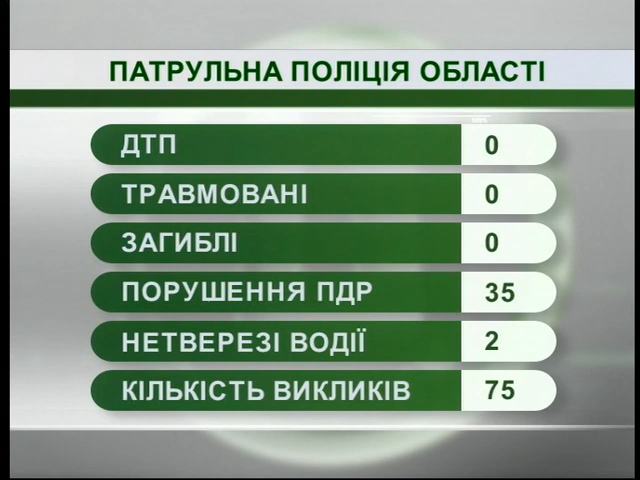 ПАТРУЛЬНА ПОЛІЦІЯ ОБЛАСТІ
ДТП 0
ТРАВМОВАНІ 0
ЗАГИБЛІ 0
ПОРУШЕННЯ ПДР 35
НЕТВЕРЕЗІ ВОДІЇ 2
КІЛЬКІСТЬ ВИКЛИКІВ 75